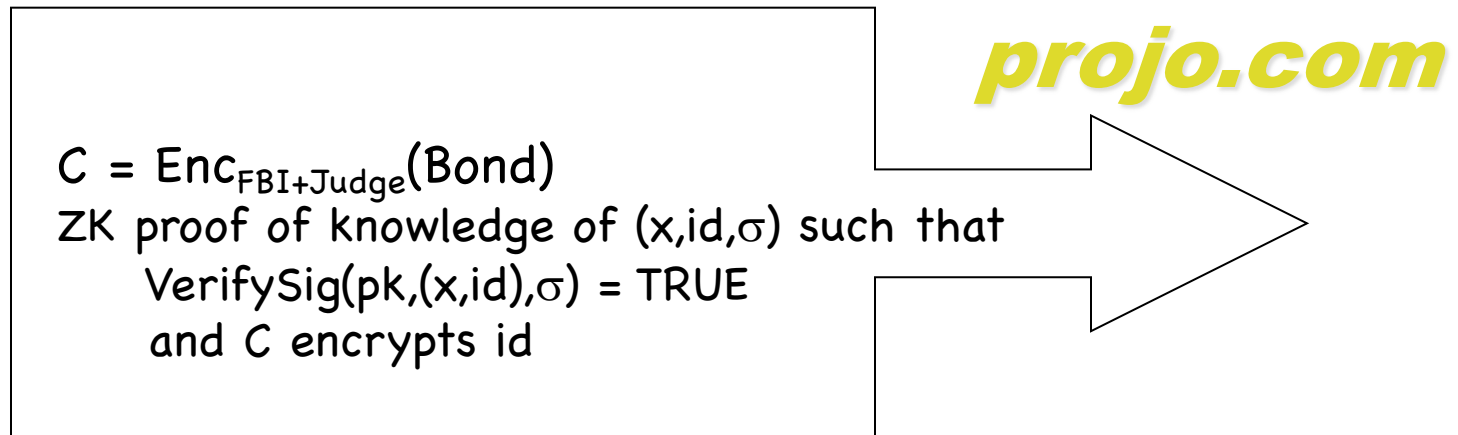 projo.com
C = Enc_FBI+Judge(Bond)
ZK proof of knowledge of (x,id,σ) such that
VerifySig(pk,(x,id),σ) = TRUE
and C encrypts id